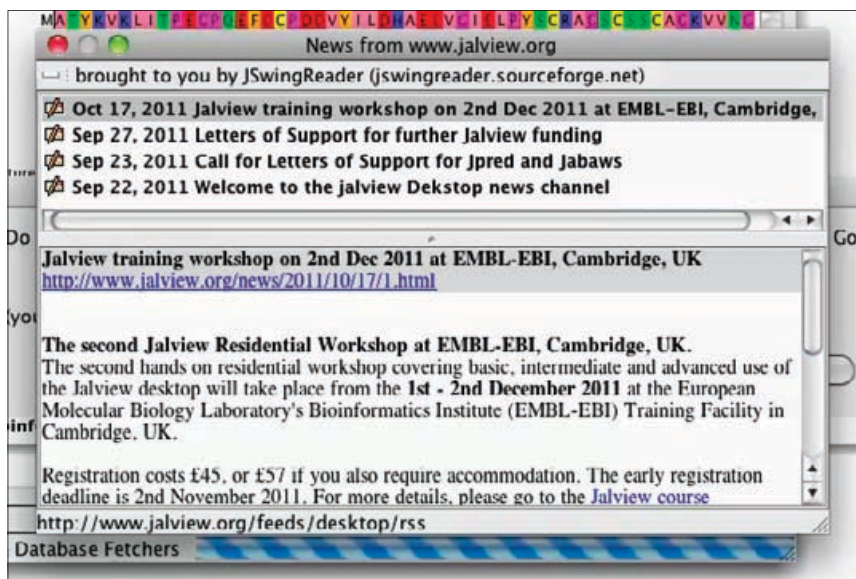 MATYKVKLITPEGPQEFDCPDDVYILDHAEEVGIELPYSCRAGSCSSCAGKVVNG
News from www.jalview.org
brought to you by JSwingReader (jswingreader.sourceforge.net)
Oct 17, 2011 Jalview training workshop on 2nd Dec 2011 at EMBL-EBI, Cambridge,
Sep 27, 2011 Letters of Support for further Jalview funding
Sep 23, 2011 Call for Letters of Support for Jpred and Jabaws
Sep 22, 2011 Welcome to the jalview Dekstop news channel
Do
Go
Jalview training workshop on 2nd Dec 2011 at EMBL-EBI, Cambridge, UK
http://www.jalview.org/news/2011/10/17/1.html
The second Jalview Residential Workshop at EMBL-EBI, Cambridge, UK.
The second hands on residential workshop covering basic, intermediate and advanced use of
the Jalview desktop will take place from the 1st - 2nd December 2011 at the European
Molecular Biology Laboratory's Bioinformatics Institute (EMBL-EBI) Training Facility in
Cambridge, UK.
Registration costs £45, or £57 if you also require accommodation. The early registration
deadline is 2nd November 2011. For more details, please go to the Jalview course
http://www.jalview.org/feeds/desktop/rss
Database Fetchers